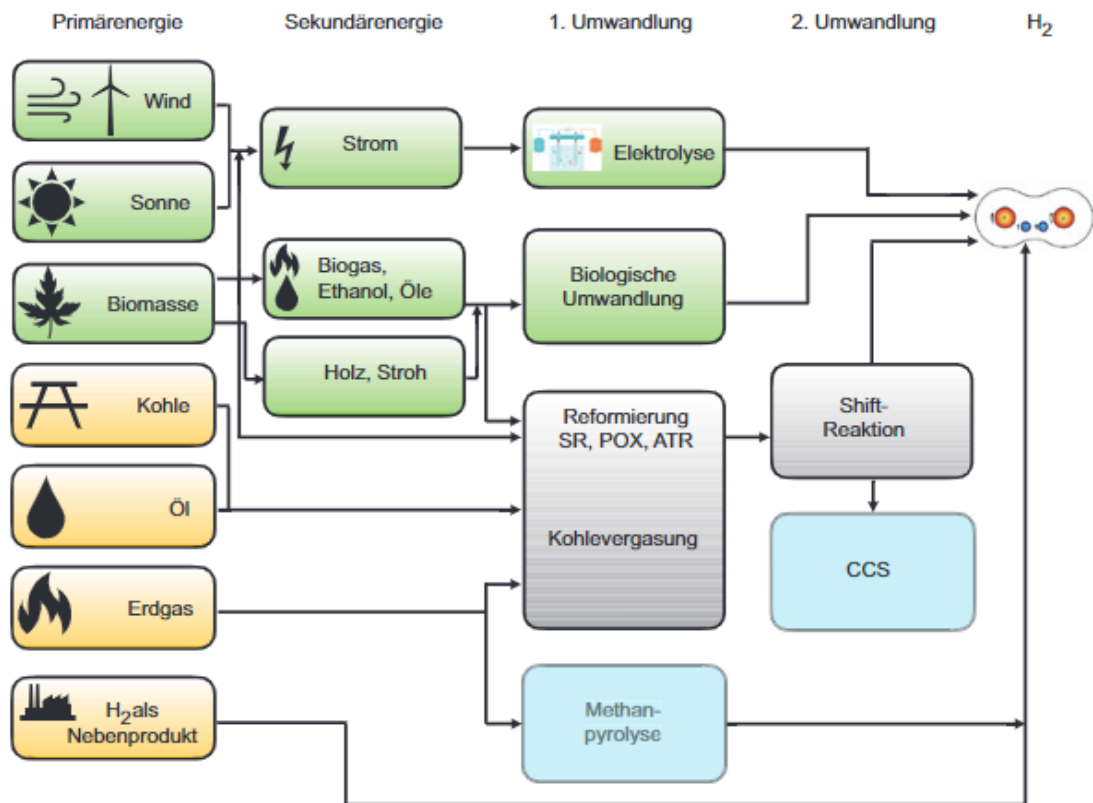 Primärenergie
Sekundärenergie
1. Umwandlung
2. Umwandlung
H2
Wind
Sonne
Biomasse
Kohle
Öl
Erdgas
H2als
Nebenprodukt
Strom
Biogas,
Ethanol, Öle
Holz, Stroh
Elektrolyse
Biologische
Umwandlung
Reformierung
SR, POX, ATR
Kohlevergasung
Methan-
pyrolyse
Shift-
Reaktion
CCS